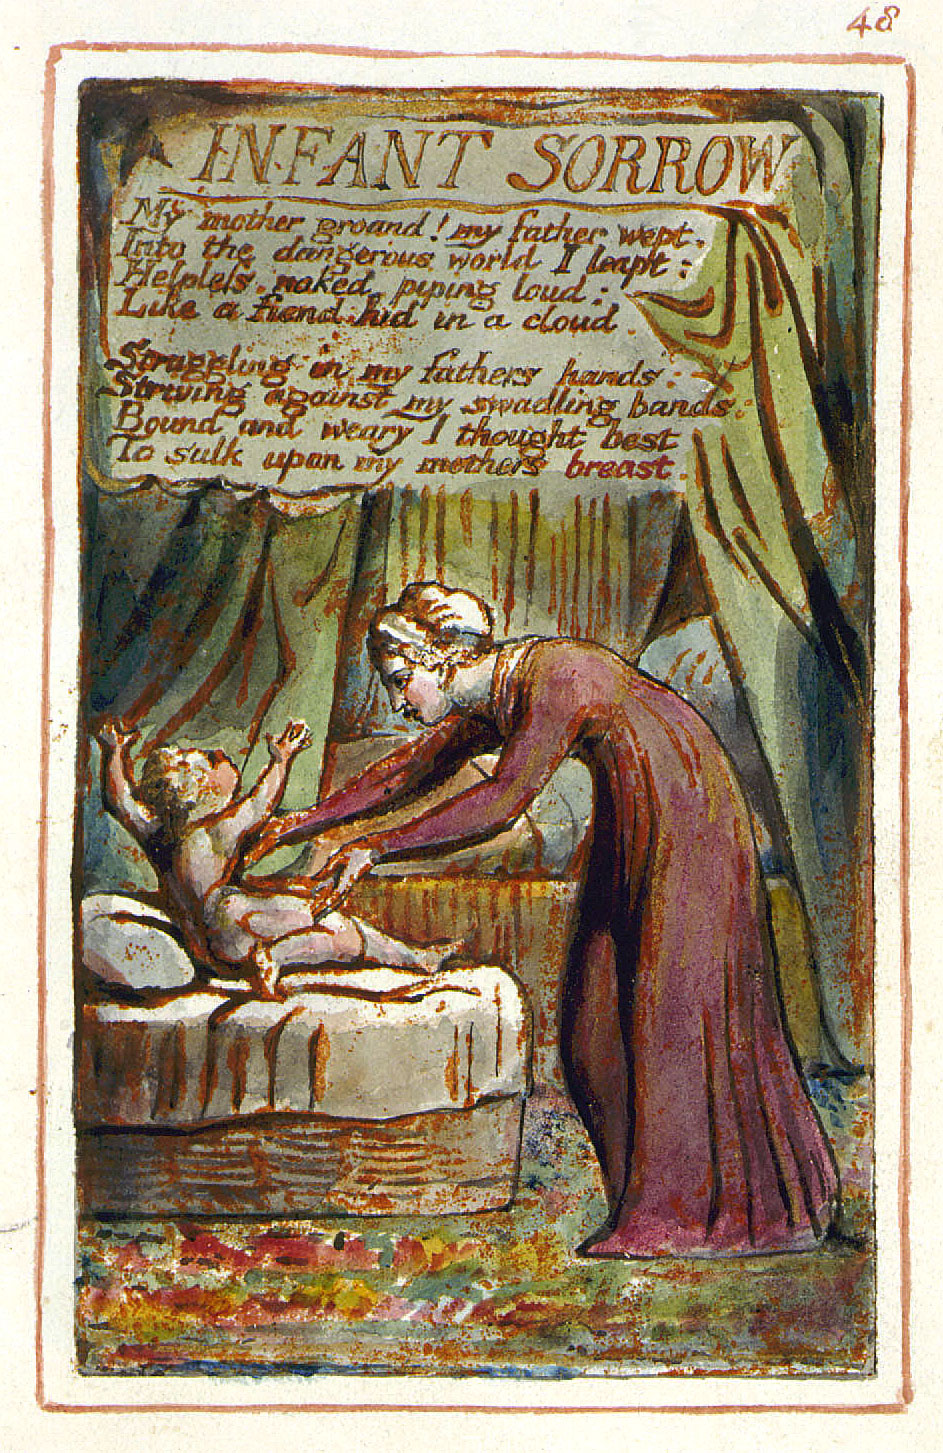 48
INFANT SORROW
My mother groand! my father wept.
Into the dangerous world I leapt:
Helpless, naked, piping loud:
Like a fiend hid in a cloud.
Struggling in my fathers hands:
Striving against my swadling bands:
Bound and weary I thought best
To sulk upon my mothers breast.